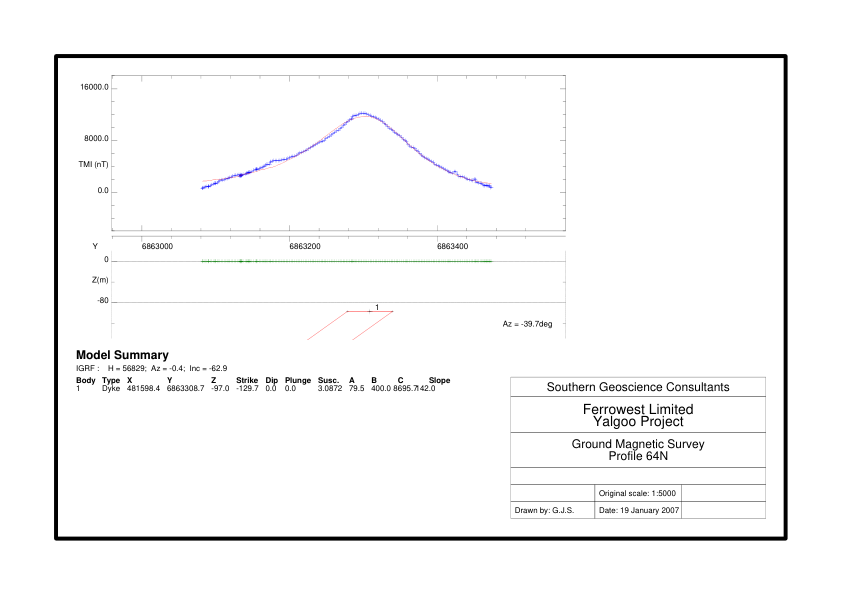 16000.0
8000.0
TMI (nT)
0.0
Y 6863000 6863200 6863400
0
Z(m)
-80
1
Az = -39.7deg
Model Summary
IGRF : H = 56829; Az = -0.4; Inc = -62.9
Body Type X Y Z Strike Dip Plunge Susc. A B C Slope
1 Dyke 481598.4 6863308.7 -97.0 -129.7 0.0 0.0 3.0872 79.5 400.0 8695.7 142.0
Southern Geoscience Consultants
Ferrowest Limited
Yalgoo Project
Ground Magnetic Survey
Profile 64N
Original scale: 1:5000
Drawn by: G.J.S. Date: 19 January 2007